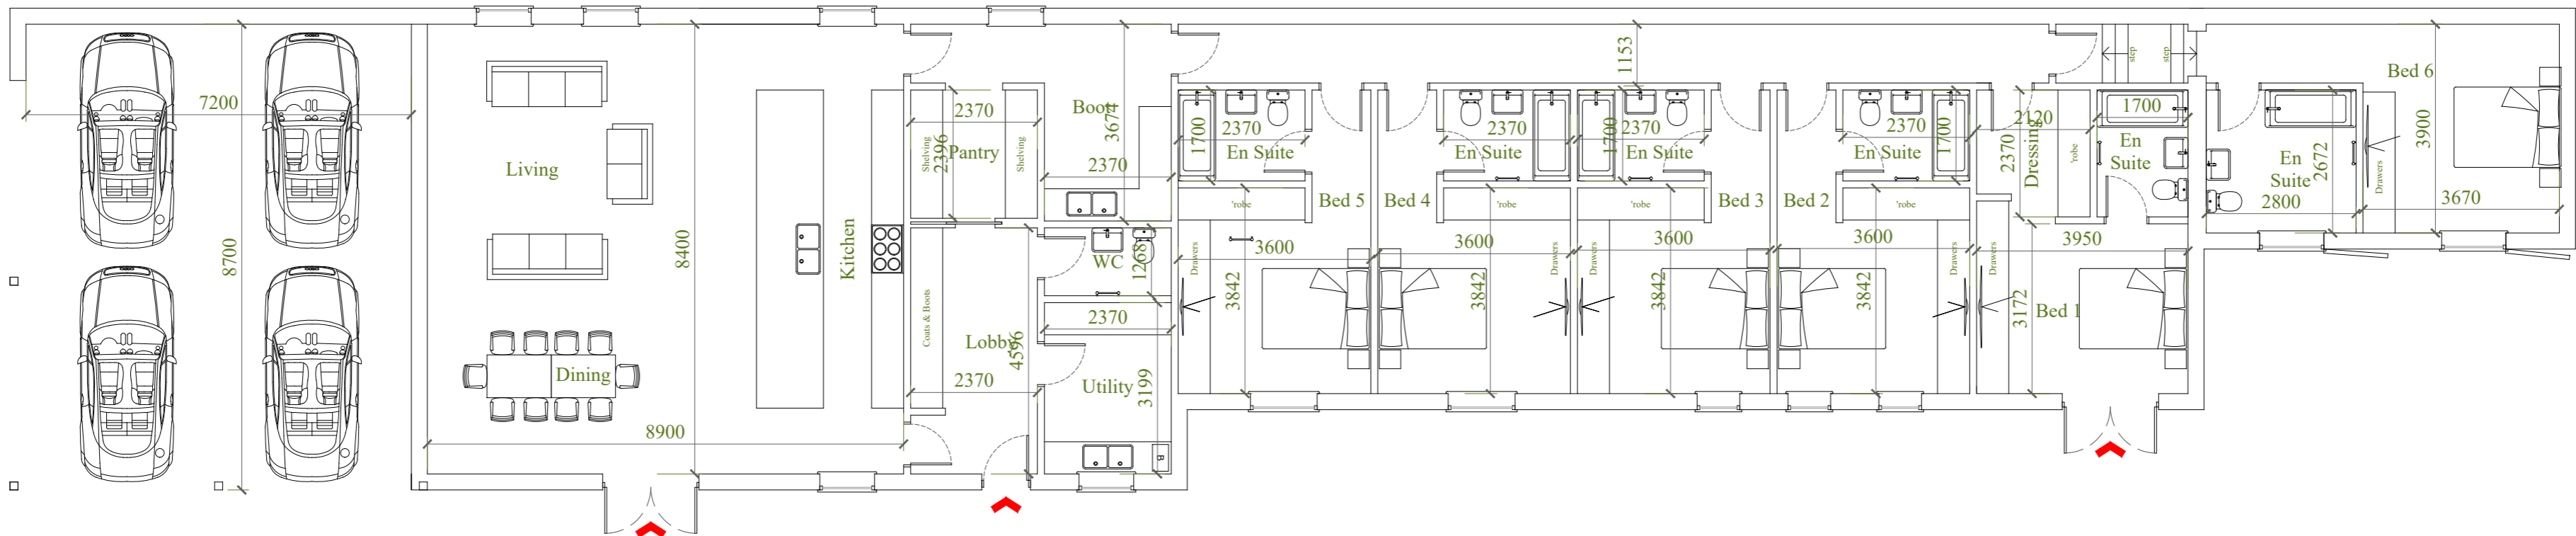 7200
8700
Living
8400
Dining
8900
Kitchen
2370
Shelving
2396
Pantry
Shelving
Boot
3674
2370
Coats & Boots
Lobby
4596
2370
WC
1268
2370
Utility
3199
B
1153
1700
2370
En Suite
Bed 5
'robe
3600
Drawers
3842
Bed 4
2370
En Suite
'robe
3600
Drawers
3842
1700
2370
En Suite
Bed 3
'robe
3600
Drawers
3842
Bed 2
2370
1700
En Suite
'robe
3600
Drawers
3842
2120
2370
Dressing
'robe
1700
En
Suite
3950
Drawers
3172
Bed 1
step
step
En
Suite
2672
2800
Drawers
Bed 6
3900
3670